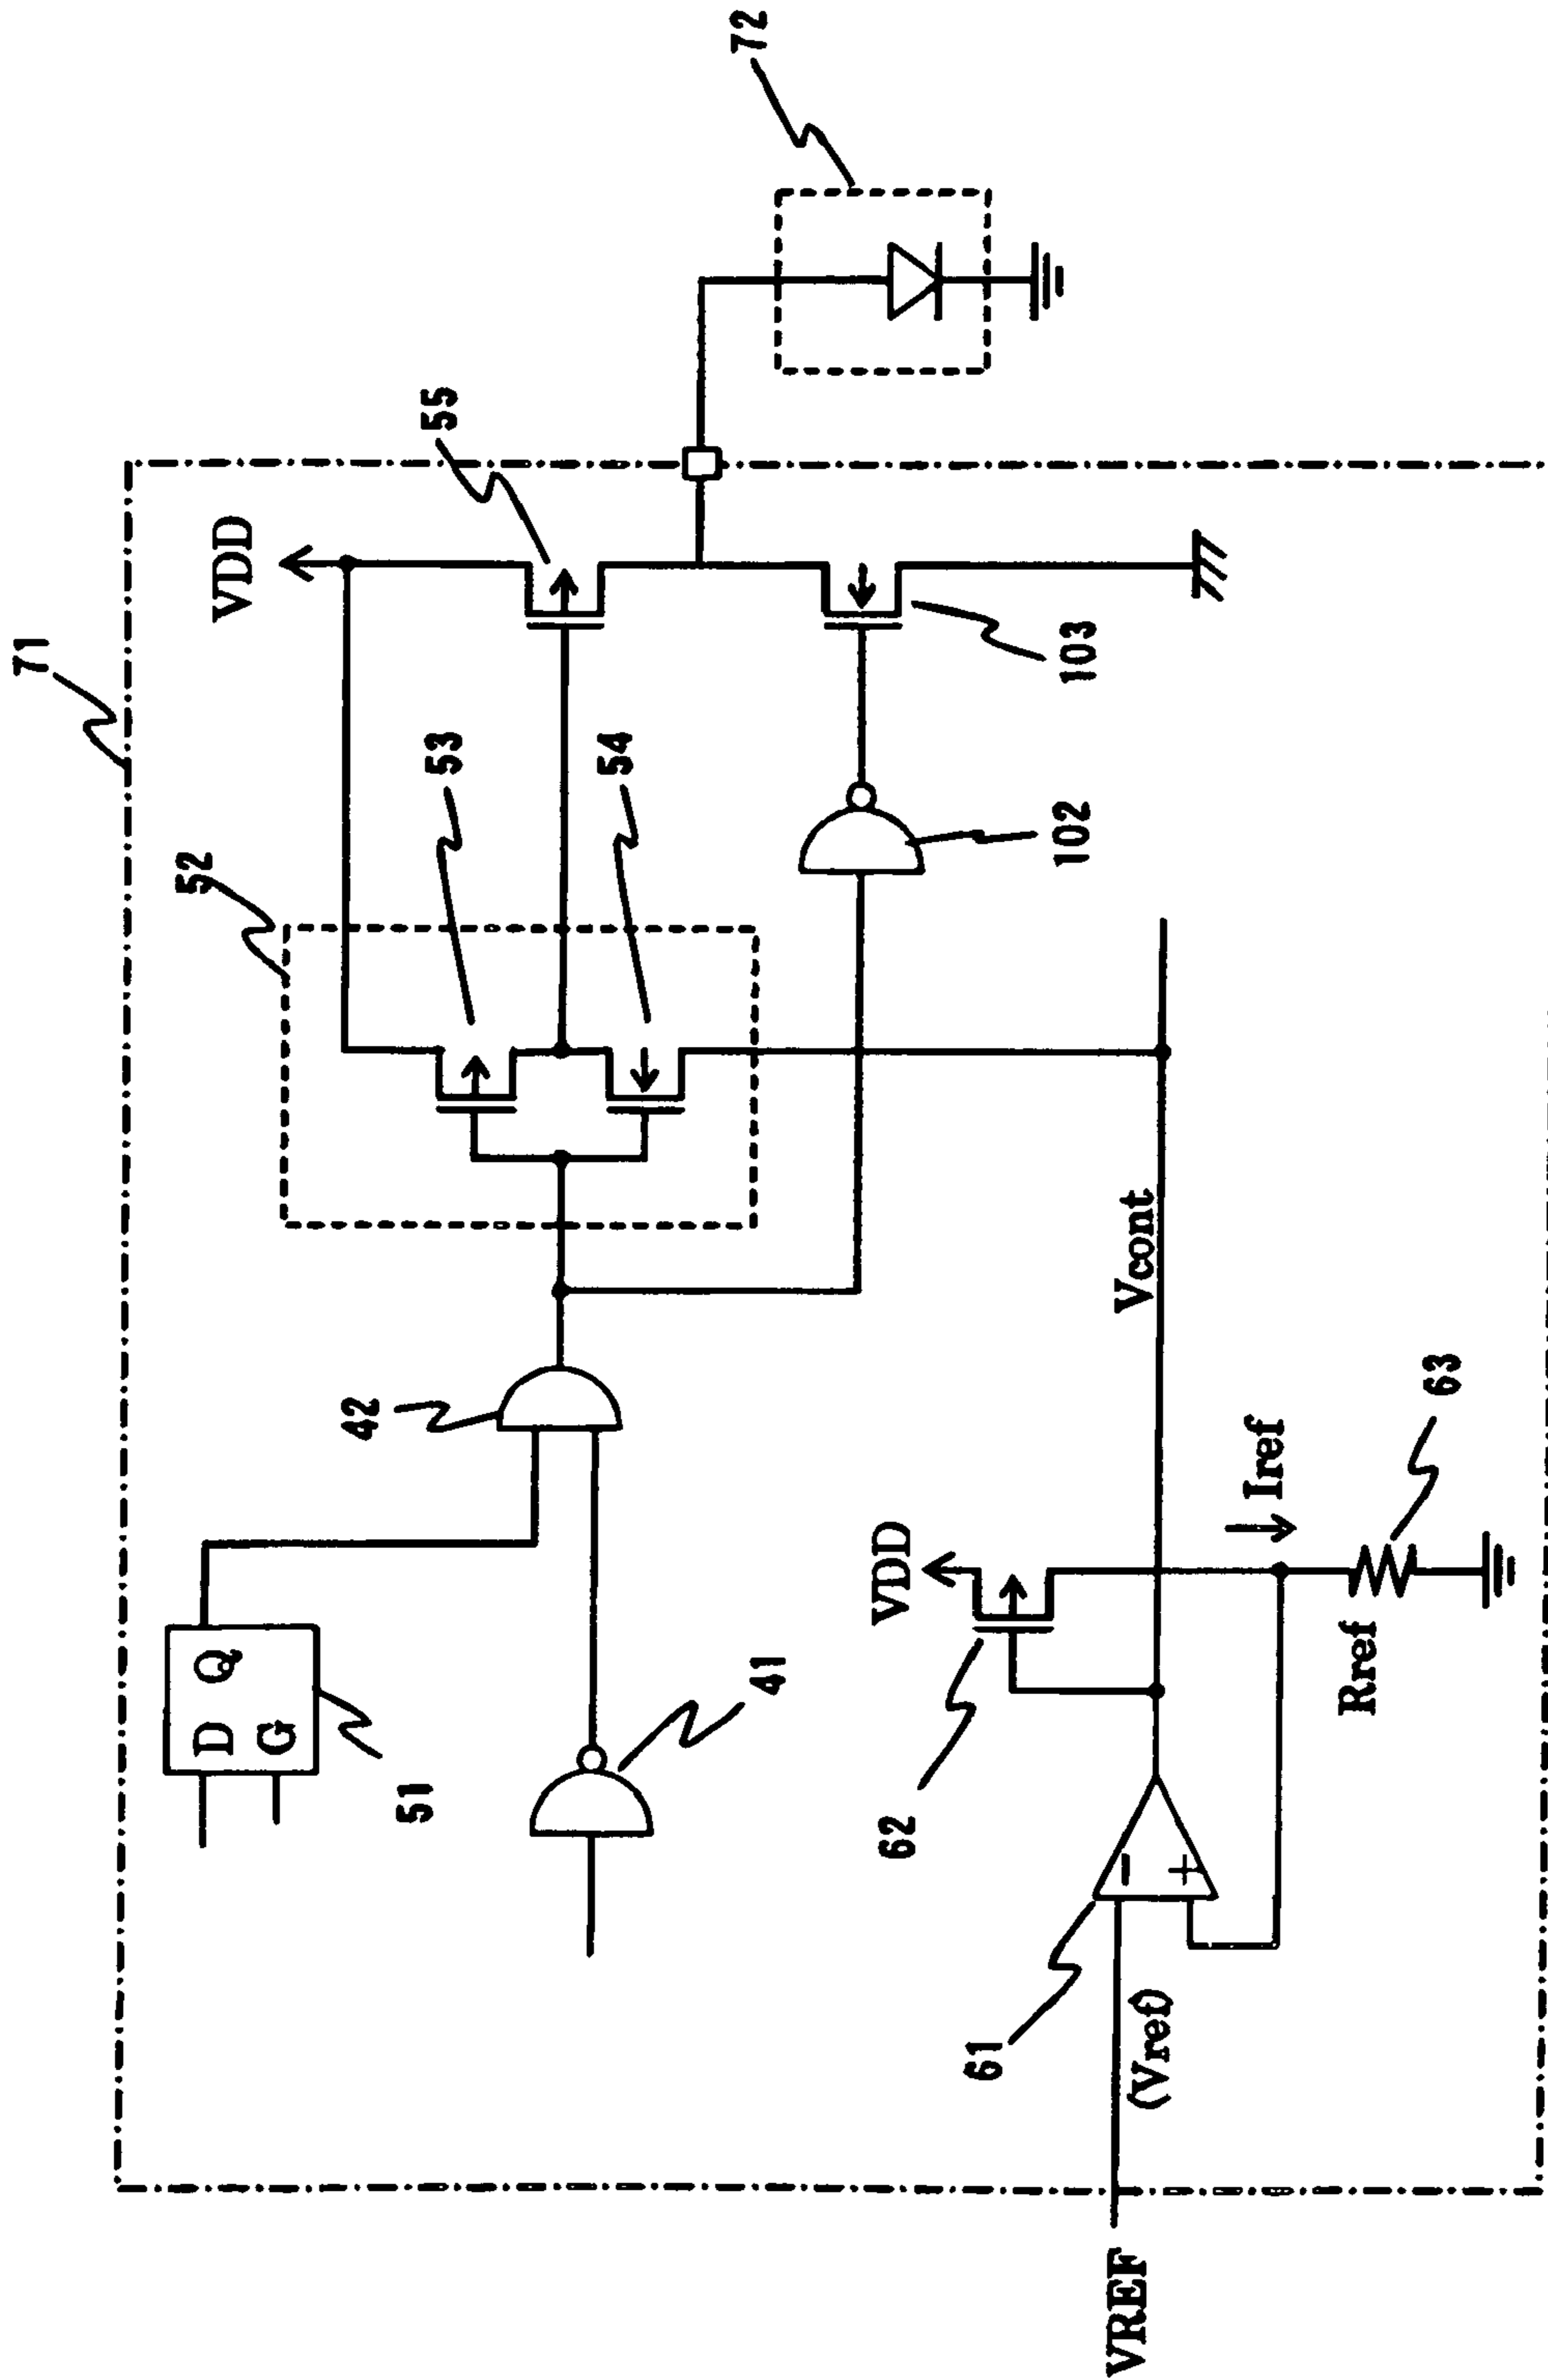 71
72
VDD
55
52
53
54
103
102
42
D Q
G
51
41
VDD
62
Vcont
Iref
63
Rref
61
(Vref)
VREF